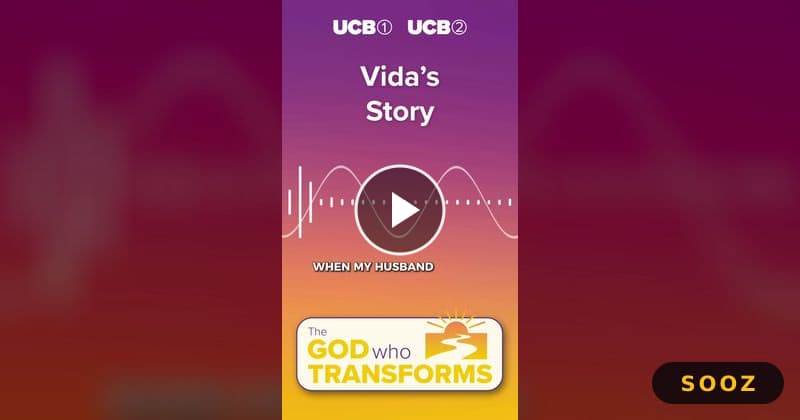 UCB① UCB②
Vida's
Story
WHEN MY HUSBAND
The
GOD who
TRANSFORMS
SOOZ